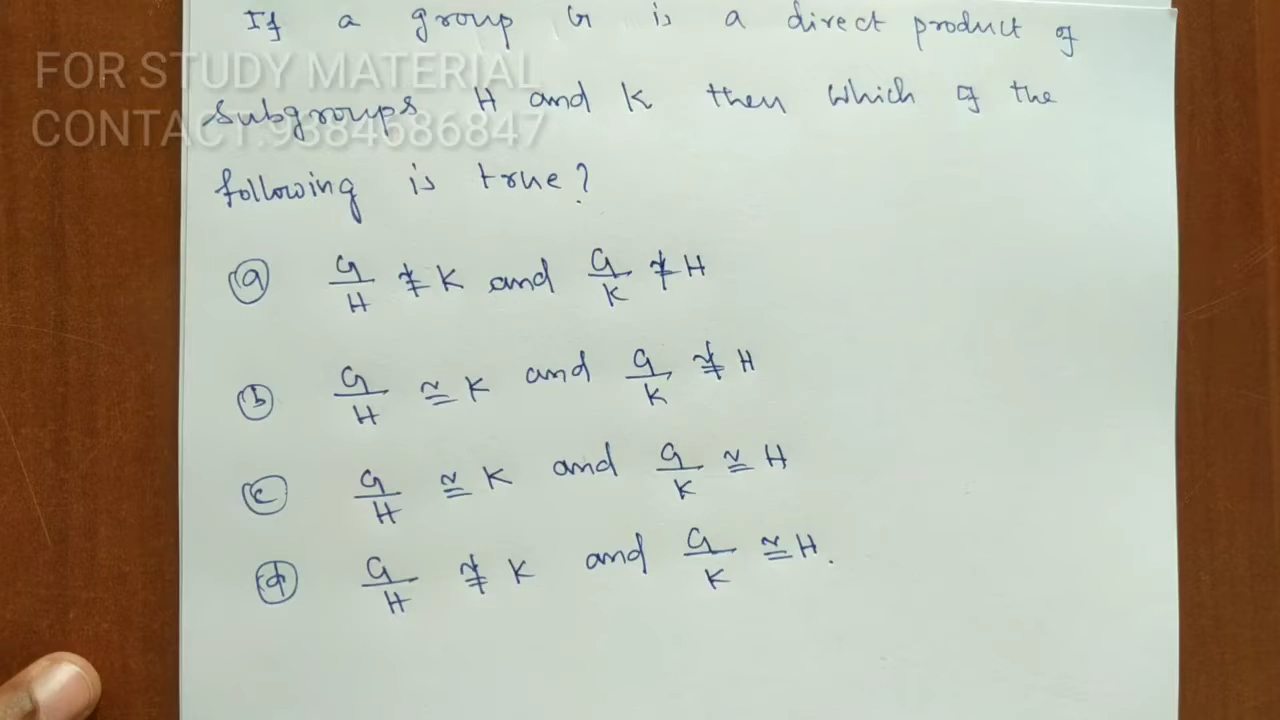 If a group G is a direct product of
FOR STUDY MATERIAL
subgroups H and K then which of the
CONTACT:9384686847
following is true?
(a) G/H ≇ K and G/K ≇ H
(b) G/H ≅ K and G/K ≇ H
(c) G/H ≅ K and G/K ≅ H
(d) G/H ≇ K and G/K ≅ H.